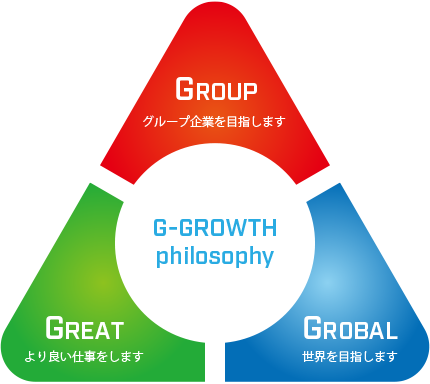 GROUP
グループ企業を目指します
G-GROWTH
philosophy
GREAT
より良い仕事をします
GROBAL
世界を目指します